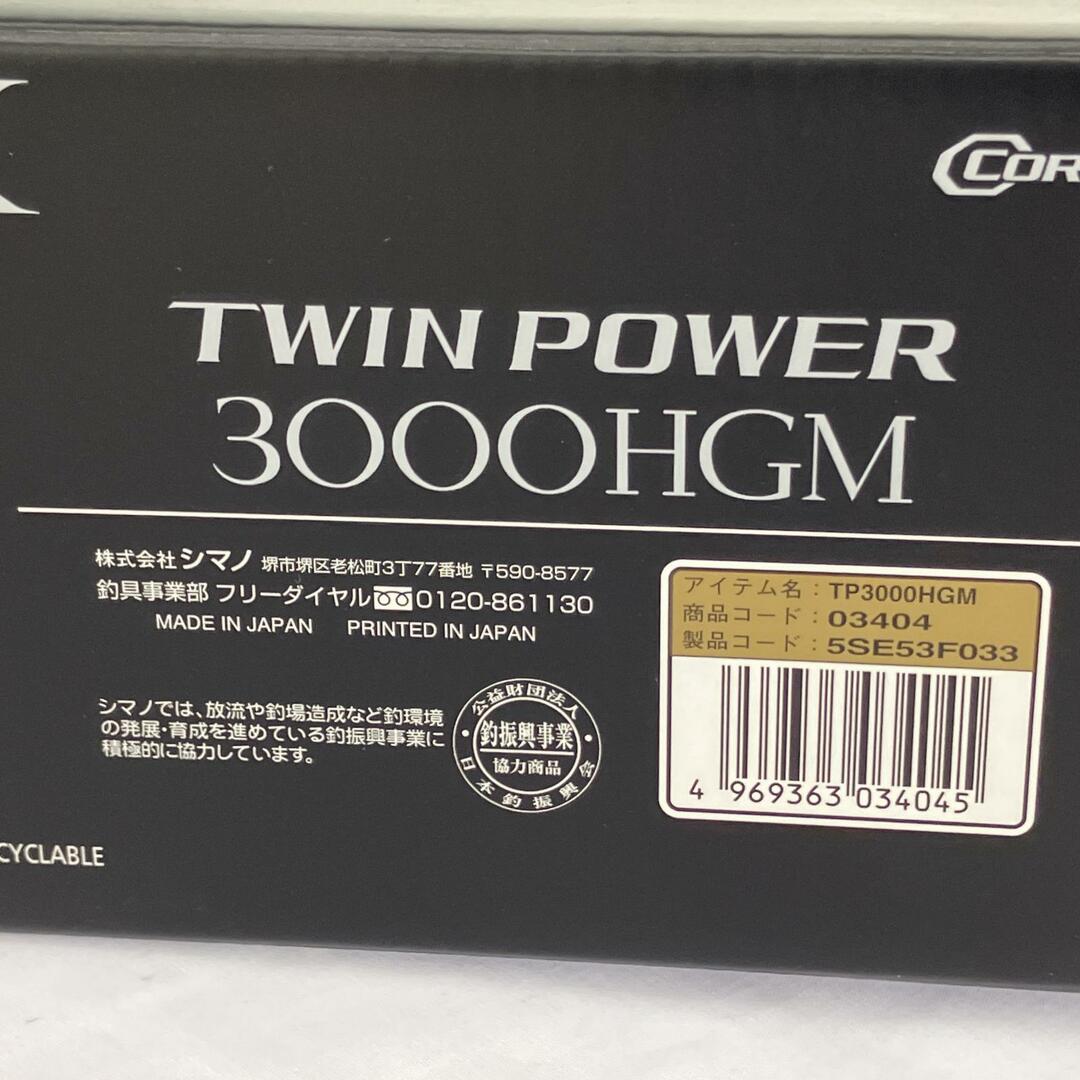 X
CCOR
TWIN POWER
3000HGM
株式会社 シマノ 堺市堺区老松町3丁77番地 〒590-8577
釣具事業部 フリーダイヤル 0120-861130
MADE IN JAPAN PRINTED IN JAPAN
シマノでは、放流や釣場造成など釣環境
の発展・育成を進めている釣振興事業に
積極的に協力しています。
公益財団法人
釣振興事業
協力商品
日本釣振興会
アイテム名：TP3000HGM
商品コード：03404
製品コード：5SE53F033
4 969363 034045
CYCLABLE